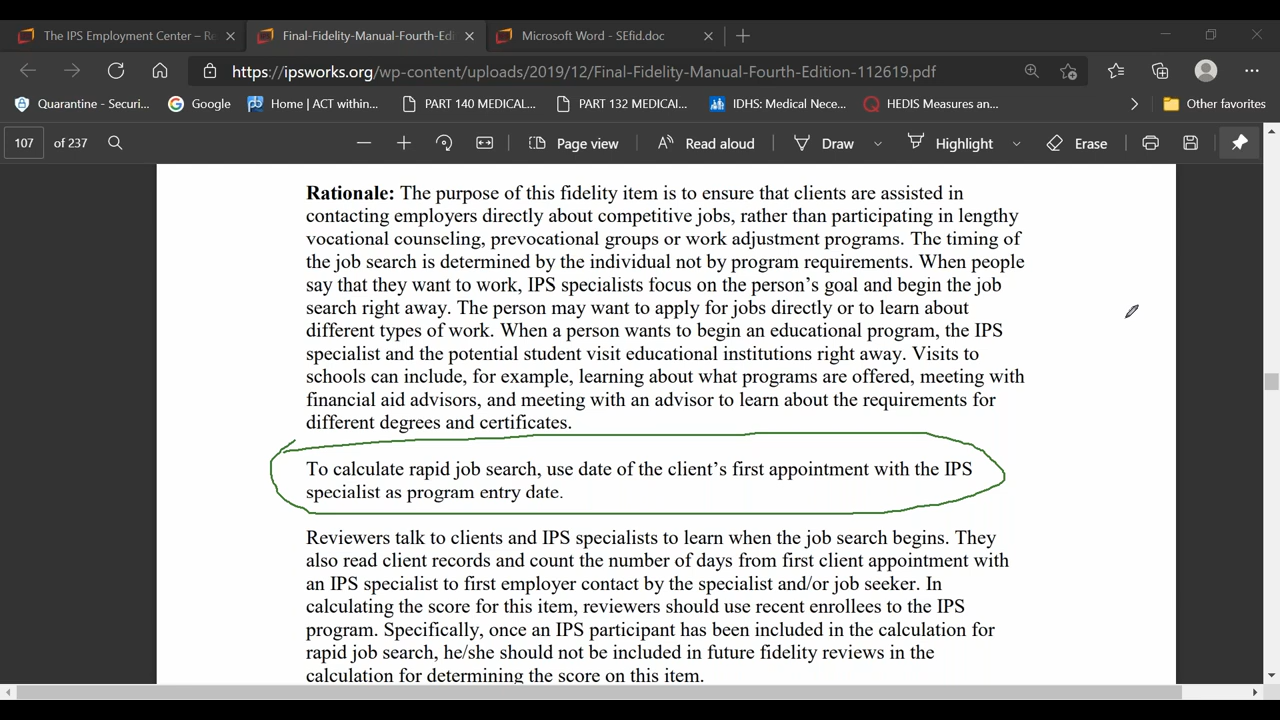 The IPS Employment Center – Re
Final-Fidelity-Manual-Fourth-Edi
Microsoft Word - SEfid.doc
https://ipsworks.org/wp-content/uploads/2019/12/Final-Fidelity-Manual-Fourth-Edition-112619.pdf
Quarantine - Securi...
Google
Home | ACT within...
PART 140 MEDICAL...
PART 132 MEDICAI...
IDHS: Medical Nece...
HEDIS Measures an...
Other favorites
107 of 237
Page view
Read aloud
Draw
Highlight
Erase
Rationale: The purpose of this fidelity item is to ensure that clients are assisted in
contacting employers directly about competitive jobs, rather than participating in lengthy
vocational counseling, prevocational groups or work adjustment programs. The timing of
the job search is determined by the individual not by program requirements. When people
say that they want to work, IPS specialists focus on the person's goal and begin the job
search right away. The person may want to apply for jobs directly or to learn about
different types of work. When a person wants to begin an educational program, the IPS
specialist and the potential student visit educational institutions right away. Visits to
schools can include, for example, learning about what programs are offered, meeting with
financial aid advisors, and meeting with an advisor to learn about the requirements for
different degrees and certificates.
To calculate rapid job search, use date of the client's first appointment with the IPS
specialist as program entry date.
Reviewers talk to clients and IPS specialists to learn when the job search begins. They
also read client records and count the number of days from first client appointment with
an IPS specialist to first employer contact by the specialist and/or job seeker. In
calculating the score for this item, reviewers should use recent enrollees to the IPS
program. Specifically, once an IPS participant has been included in the calculation for
rapid job search, he/she should not be included in future fidelity reviews in the
calculation for determining the score on this item.